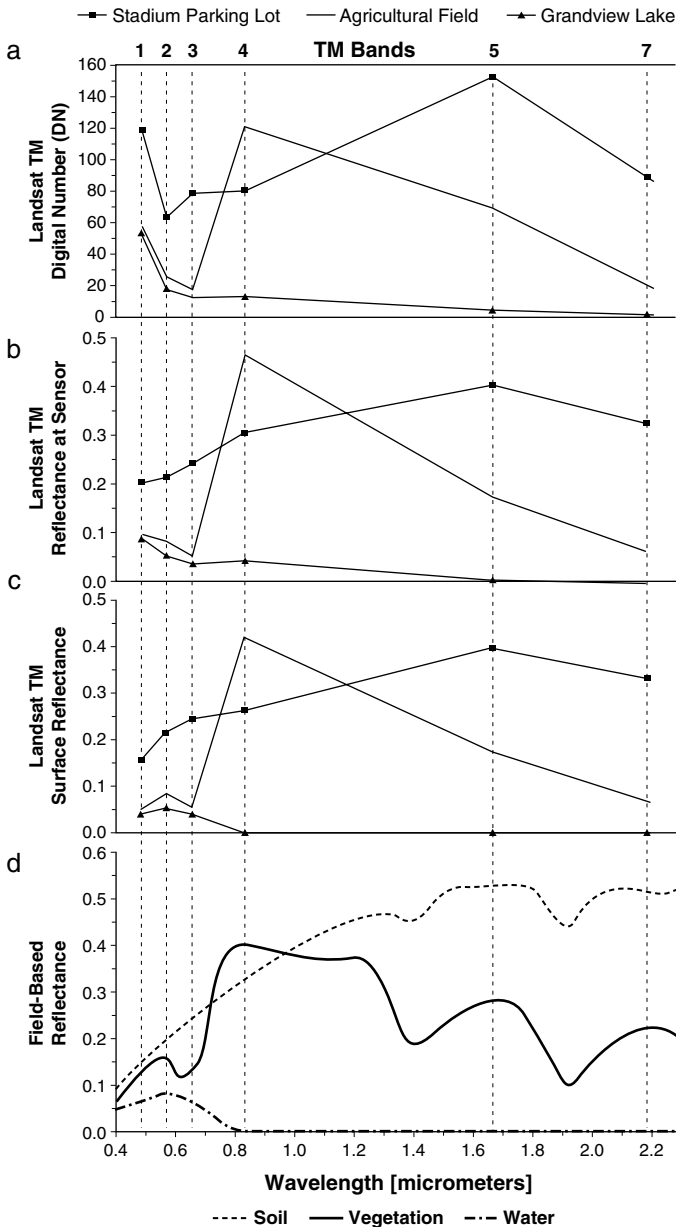 Stadium Parking Lot Agricultural Field Grandview Lake
a
1 2 3 4 TM Bands 5 7
Landsat TM
Digital Number (DN)
160
140
120
100
80
60
40
20
0
b
Landsat TM
Reflectance at Sensor
0.5
0.4
0.3
0.2
0.1
0.0
c
Landsat TM
Surface Reflectance
0.5
0.4
0.3
0.2
0.1
0.0
d
Field-Based
Reflectance
0.6
0.5
0.4
0.3
0.2
0.1
0.0
0.4 0.6 0.8 1.0 1.2 1.4 1.6 1.8 2.0 2.2
Wavelength [micrometers]
Soil Vegetation Water